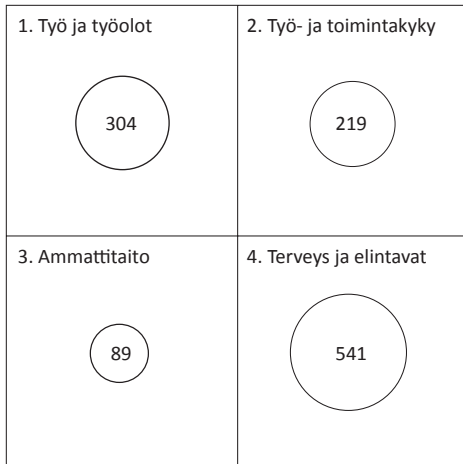 1. Työ ja työolot
304
2. Työ- ja toimintakyky
219
3. Ammattitaito
89
4. Terveys ja elintavat
541